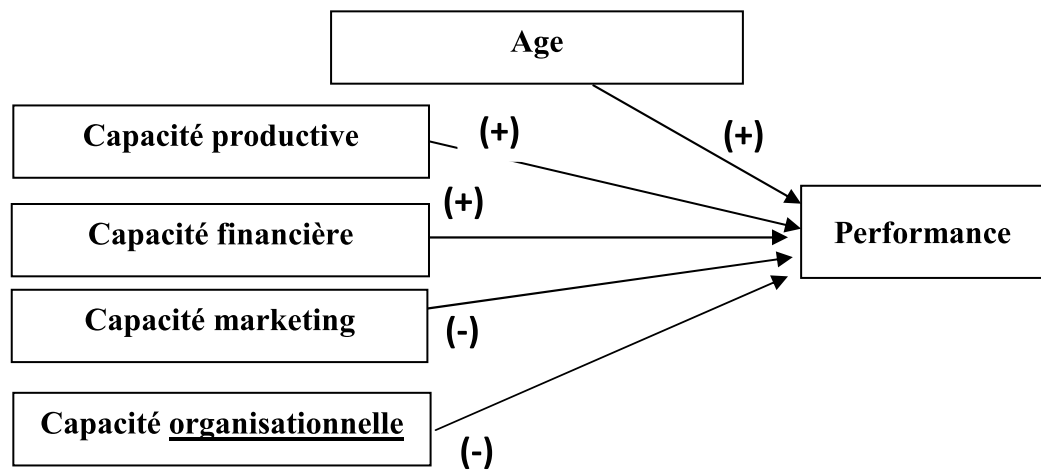 Age
Capacité productive
(+)
(+)
(+)
Capacité financière
Performance
Capacité marketing
(-)
Capacité organisationnelle
(-)